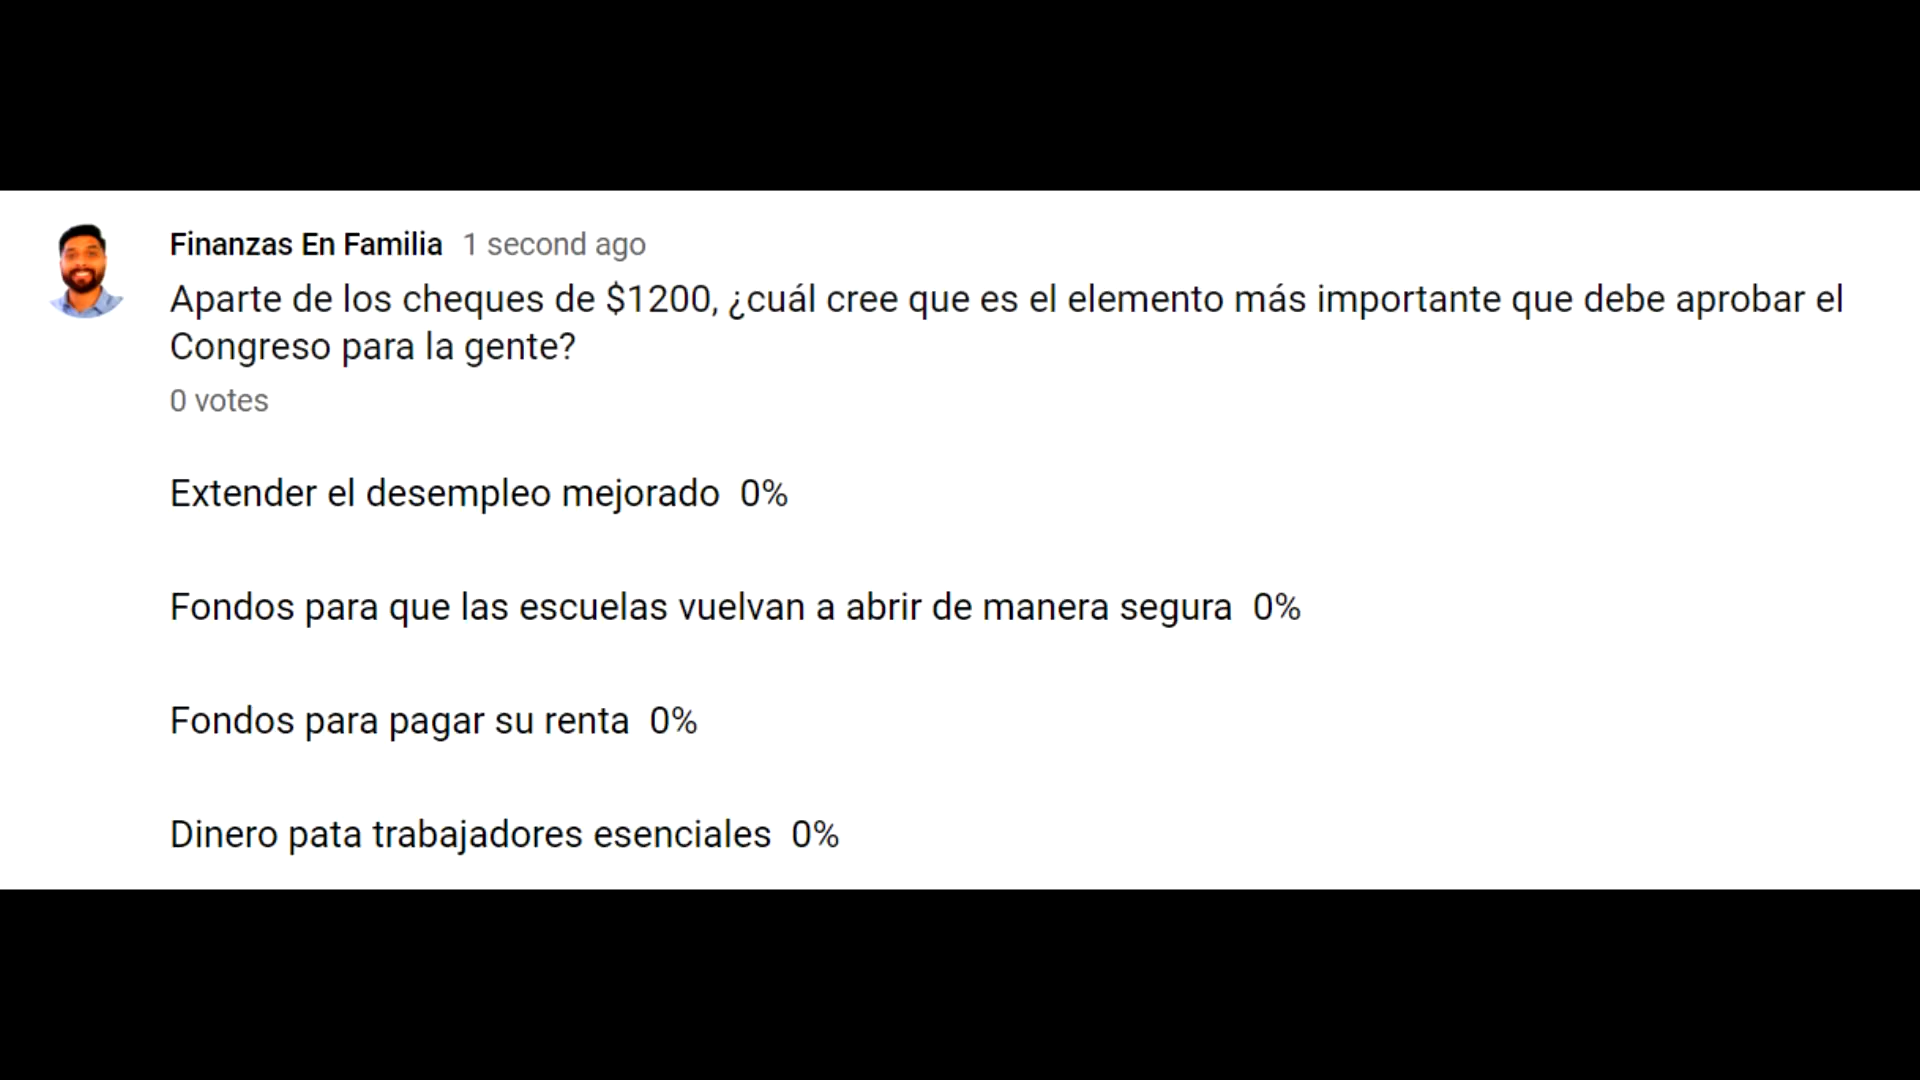 Finanzas En Familia 1 second ago
Aparte de los cheques de $1200, ¿cuál cree que es el elemento más importante que debe aprobar el
Congreso para la gente?
0 votes
Extender el desempleo mejorado 0%
Fondos para que las escuelas vuelvan a abrir de manera segura 0%
Fondos para pagar su renta 0%
Dinero pata trabajadores esenciales 0%